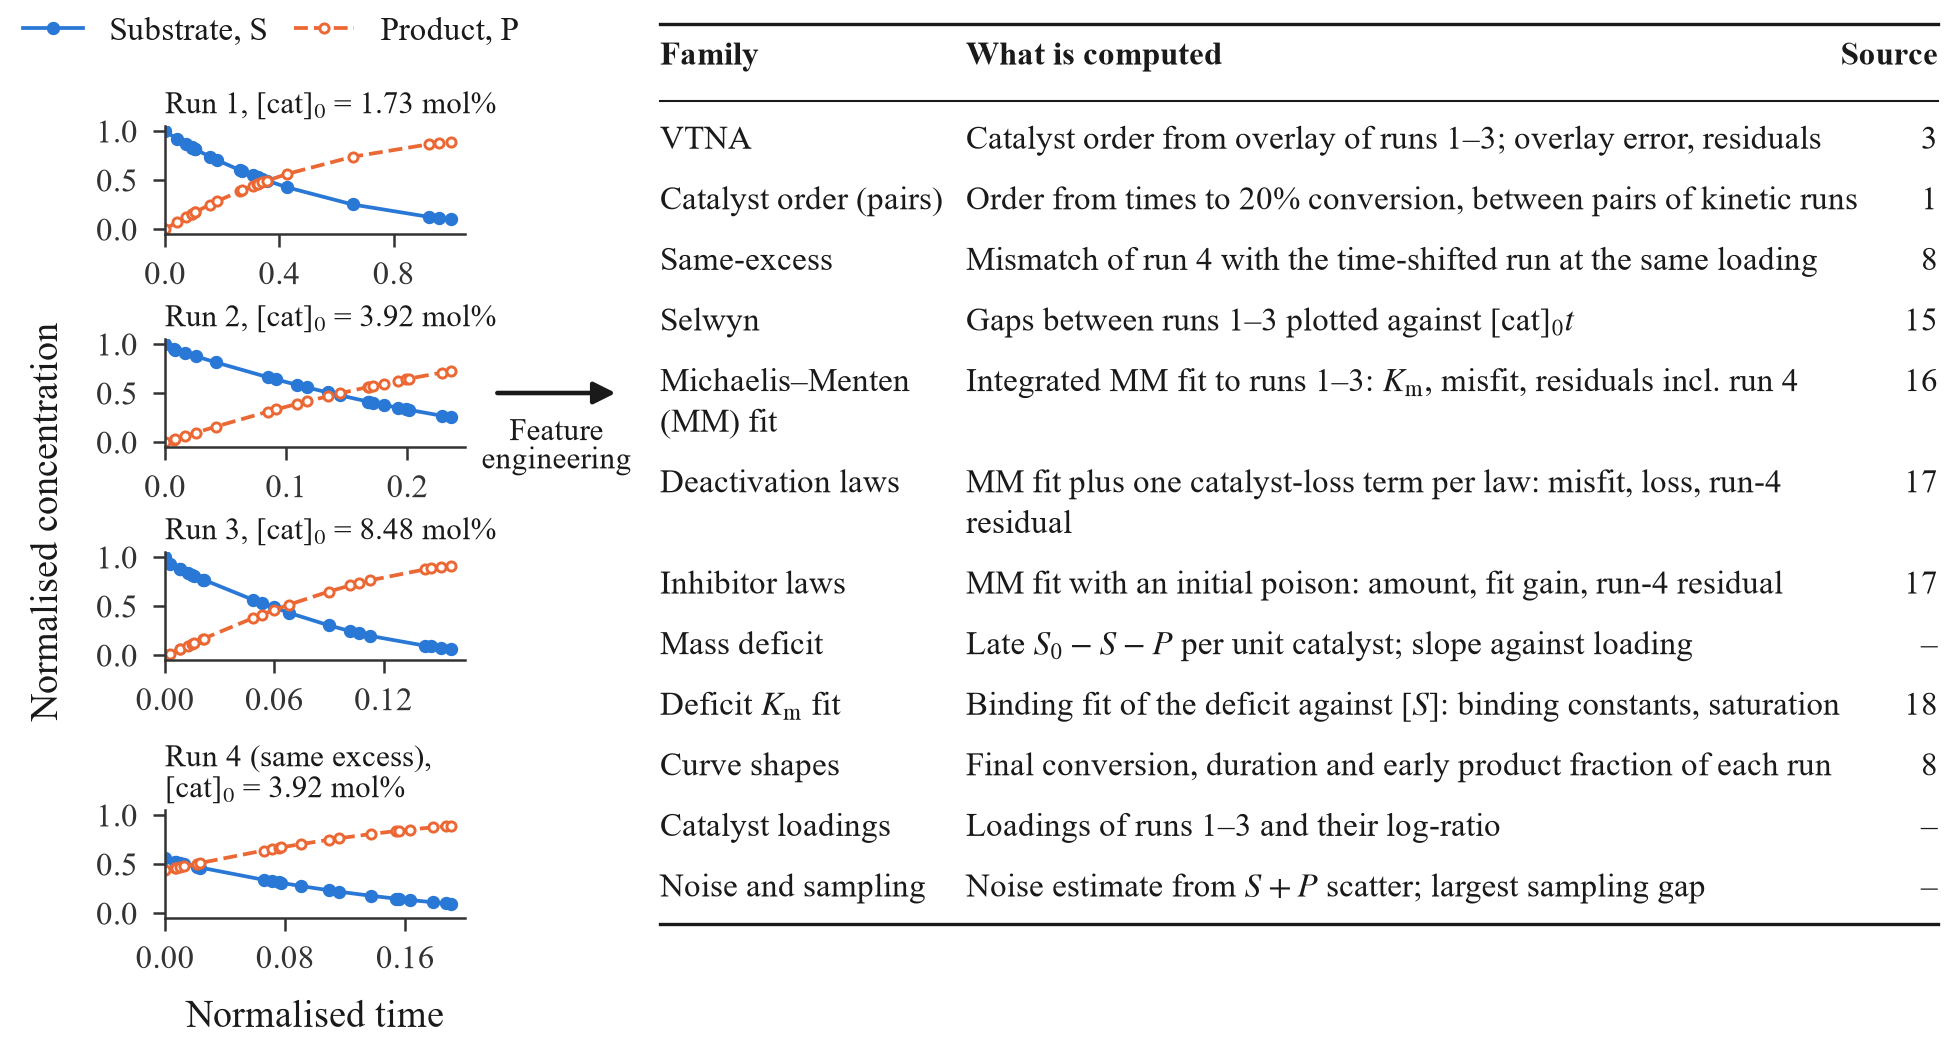 Substrate, S Product, P
Run 1, [cat]₀ = 1.73 mol%
1.0
0.5
0.0
0.0 0.4 0.8
Run 2, [cat]₀ = 3.92 mol%
1.0
0.5
0.0
0.0 0.1 0.2
Run 3, [cat]₀ = 8.48 mol%
1.0
0.5
0.0
0.00 0.06 0.12
Run 4 (same excess),
[cat]₀ = 3.92 mol%
1.0
0.5
0.0
0.00 0.08 0.16
Normalised time
Normalised concentration
Feature
engineering
Family What is computed Source
VTNA Catalyst order from overlay of runs 1–3; overlay error, residuals 3
Catalyst order (pairs) Order from times to 20% conversion, between pairs of kinetic runs 1
Same-excess Mismatch of run 4 with the time-shifted run at the same loading 8
Selwyn Gaps between runs 1–3 plotted against [cat]₀t 15
Michaelis–Menten Integrated MM fit to runs 1–3: Kₘ, misfit, residuals incl. run 4 16
(MM) fit
Deactivation laws MM fit plus one catalyst-loss term per law: misfit, loss, run-4 17
residual
Inhibitor laws MM fit with an initial poison: amount, fit gain, run-4 residual 17
Mass deficit Late S₀ − S − P per unit catalyst; slope against loading –
Deficit Kₘ fit Binding fit of the deficit against [S]: binding constants, saturation 18
Curve shapes Final conversion, duration and early product fraction of each run 8
Catalyst loadings Loadings of runs 1–3 and their log-ratio –
Noise and sampling Noise estimate from S + P scatter; largest sampling gap –